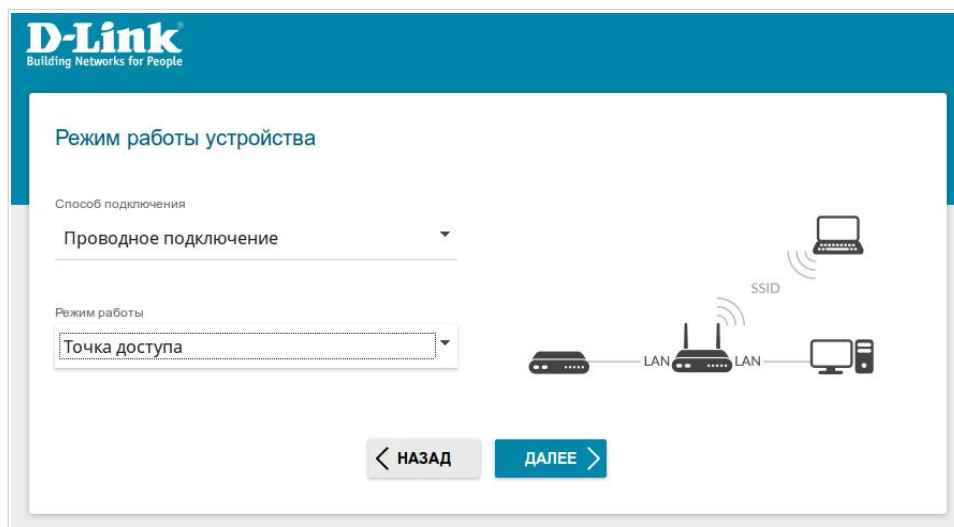 D-Link®
Building Networks for People
Режим работы устройства
Способ подключения
Проводное подключение
Режим работы
Точка доступа
SSID
LAN LAN
НАЗАД ДАЛЕЕ